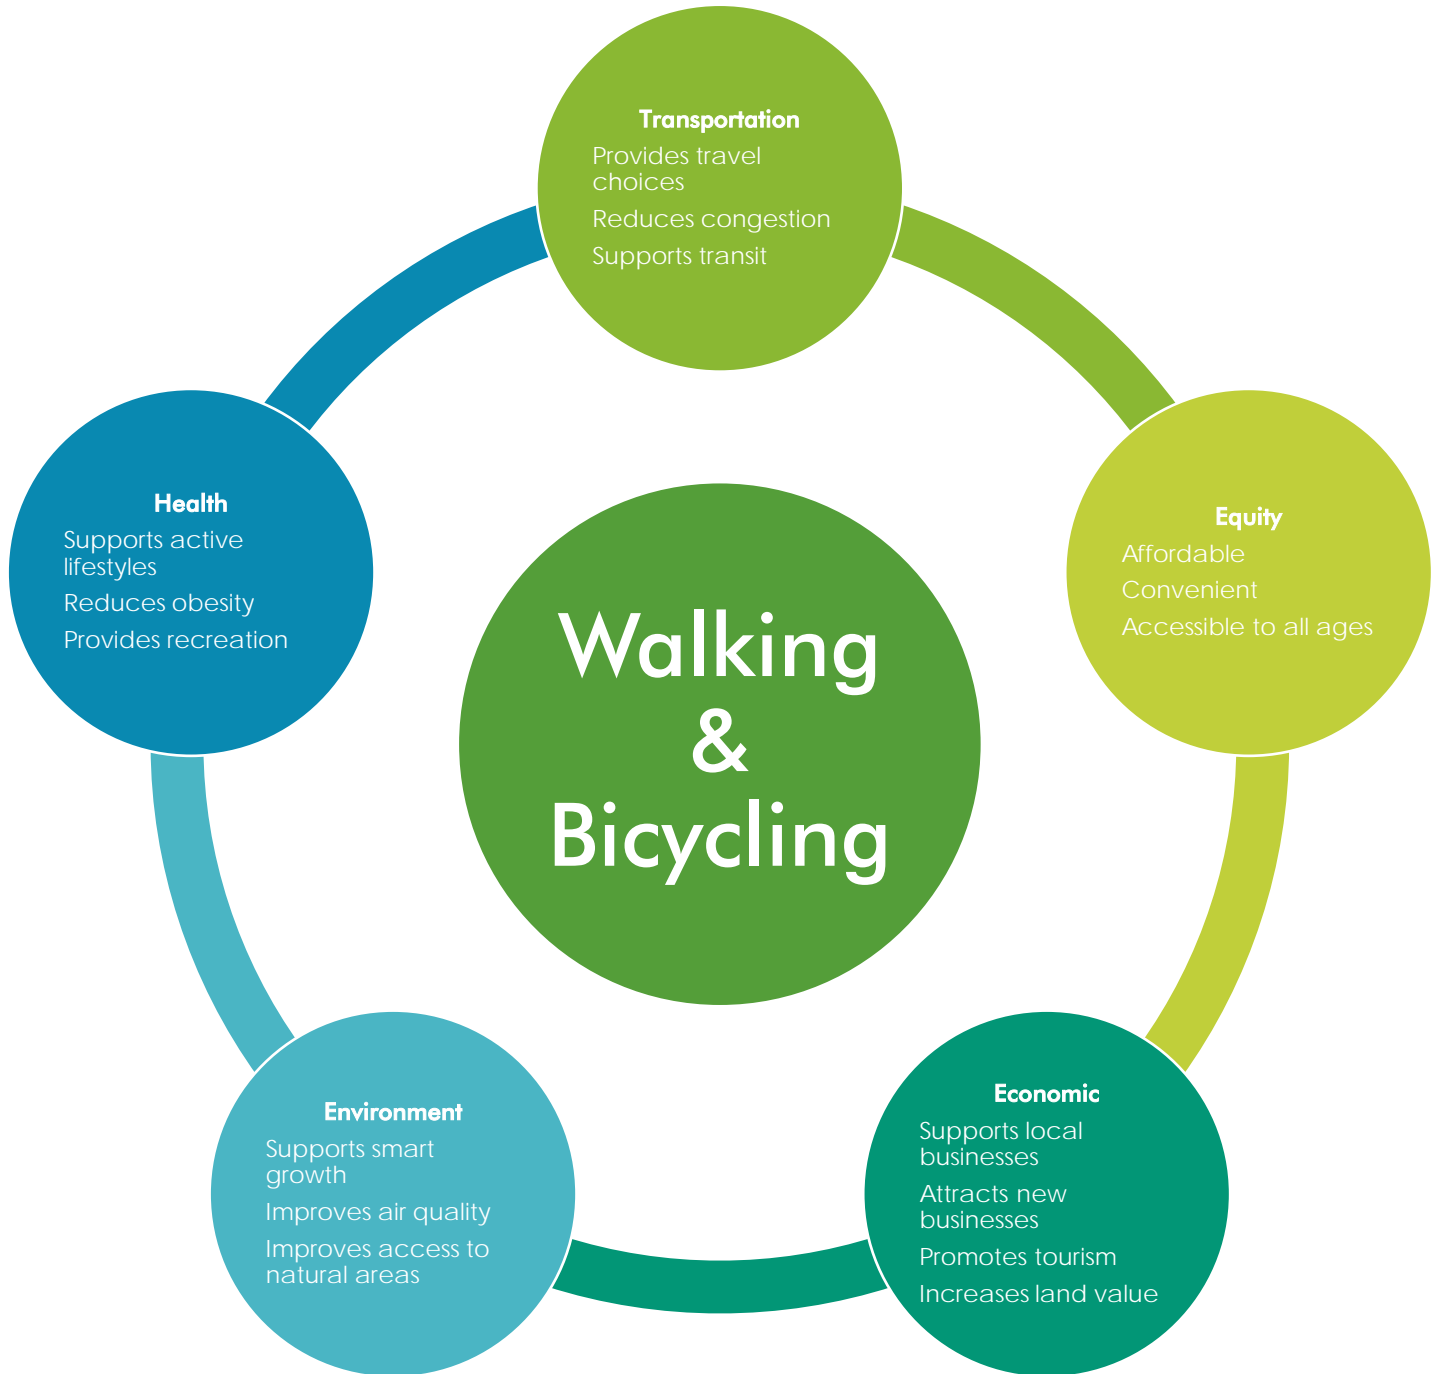 Transportation
Provides travel
choices
Reduces congestion
Supports transit
Equity
Affordable
Convenient
Accessible to all ages
Economic
Supports local
businesses
Attracts new
businesses
Promotes tourism
Increases land value
Environment
Supports smart
growth
Improves air quality
Improves access to
natural areas
Health
Supports active
lifestyles
Reduces obesity
Provides recreation
Walking
&
Bicycling